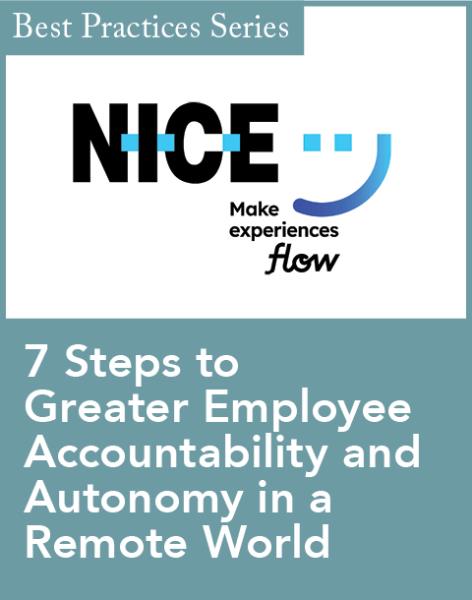 Best Practices Series
NICE
Make
experiences
flow
7 Steps to
Greater Employee
Accountability and
Autonomy in a
Remote World